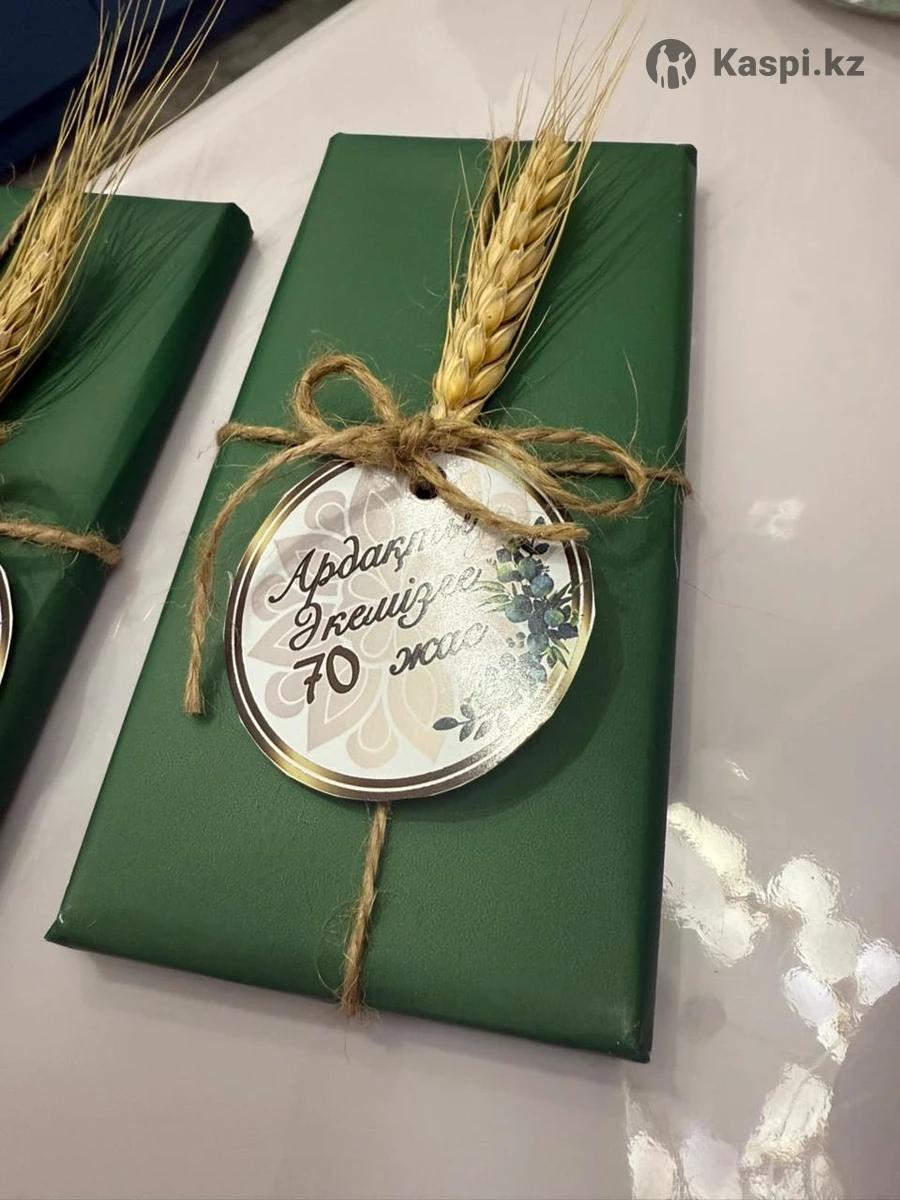 Kaspi.kz
Ардақты
Әкемізге
70 жас